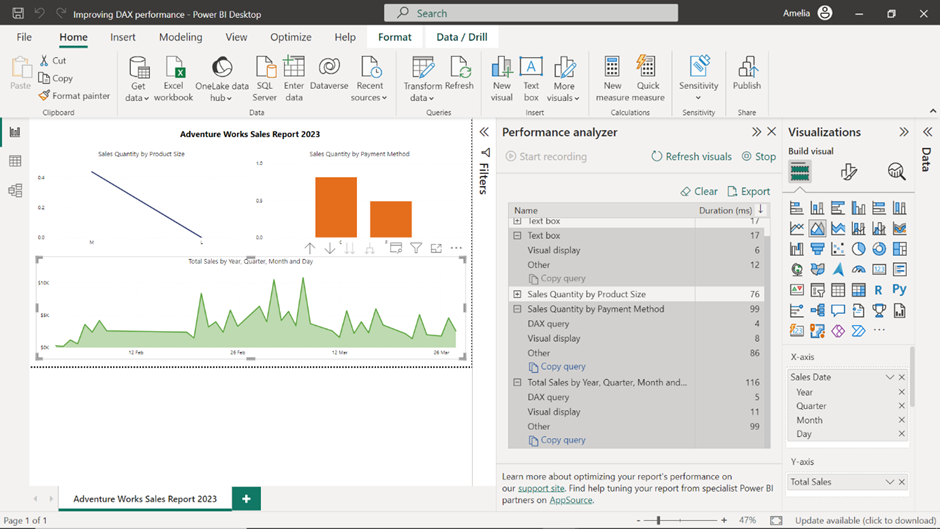 Improving DAX performance - Power BI Desktop
Search
Amelia
File Home Insert Modeling View Optimize Help Format Data / Drill
Paste
Cut
Copy
Format painter
Clipboard
Get data
Excel workbook
OneLake data hub
SQL Server
Enter data
Dataverse
Recent sources
Data
Transform data
Refresh
Queries
New visual
Text box
More visuals
Insert
New measure
Quick measure
Calculations
Sensitivity
Sensitivity
Publish
Share
Adventure Works Sales Report 2023
Sales Quantity by Product Size
0.4
0.2
0.0
M
L
Sales Quantity by Payment Method
1.0
0.5
0.0
Total Sales by Year, Quarter, Month and Day
$10K
$0K
12 Feb
26 Feb
12 Mar
26 Mar
Filters
Performance analyzer
Start recording
Refresh visuals
Stop
Clear
Export
Name Duration (ms)
Text box 17
Text box 17
Visual display 6
Other 12
Copy query
Sales Quantity by Product Size 76
Sales Quantity by Payment Method 99
DAX query 4
Visual display 8
Other 86
Copy query
Total Sales by Year, Quarter, Month and... 116
DAX query 5
Visual display 11
Other 99
Copy query
Learn more about optimizing your report's performance on
our support site. Find help tuning your report from specialist Power BI
partners on AppSource.
Visualizations
Build visual
R
Py
X-axis
Sales Date
Year
Quarter
Month
Day
Y-axis
Total Sales
Data
Adventure Works Sales Report 2023
Page 1 of 1
47%
Update available (click to download)